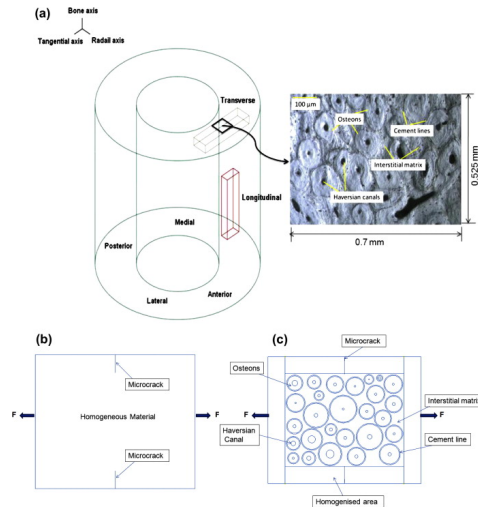 (a)
Bone axis
Tangential axis
Radail axis
Transverse
Longitudinal
Medial
Posterior
Anterior
Lateral
100 µm
Osteons
Cement lines
Interstitial matrix
Haversian canals
0.525 mm
0.7 mm
(b)
Microcrack
F
Homogeneous Material
F
Microcrack
(c)
Microcrack
Osteons
Interstitial matrix
F
F
Haversian
Canal
Cement line
Homogenised area